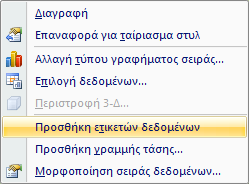 Διαγραφή
Επαναφορά για ταίριασμα στυλ
Αλλαγή τύπου γραφήματος σειράς...
Επιλογή δεδομένων...
Περιστροφή 3-Δ...
Προσθήκη ετικετών δεδομένων
Προσθήκη γραμμής τάσης...
Μορφοποίηση σειράς δεδομένων...